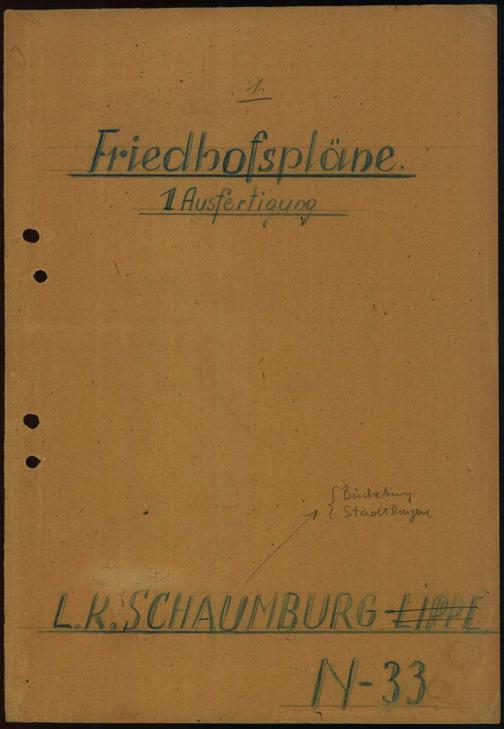 1.
Friedhofspläne.
1 Ausfertigung
Bückeburg
Stadthagen
L.K. SCHAUMBURG-LIPPE
N-33